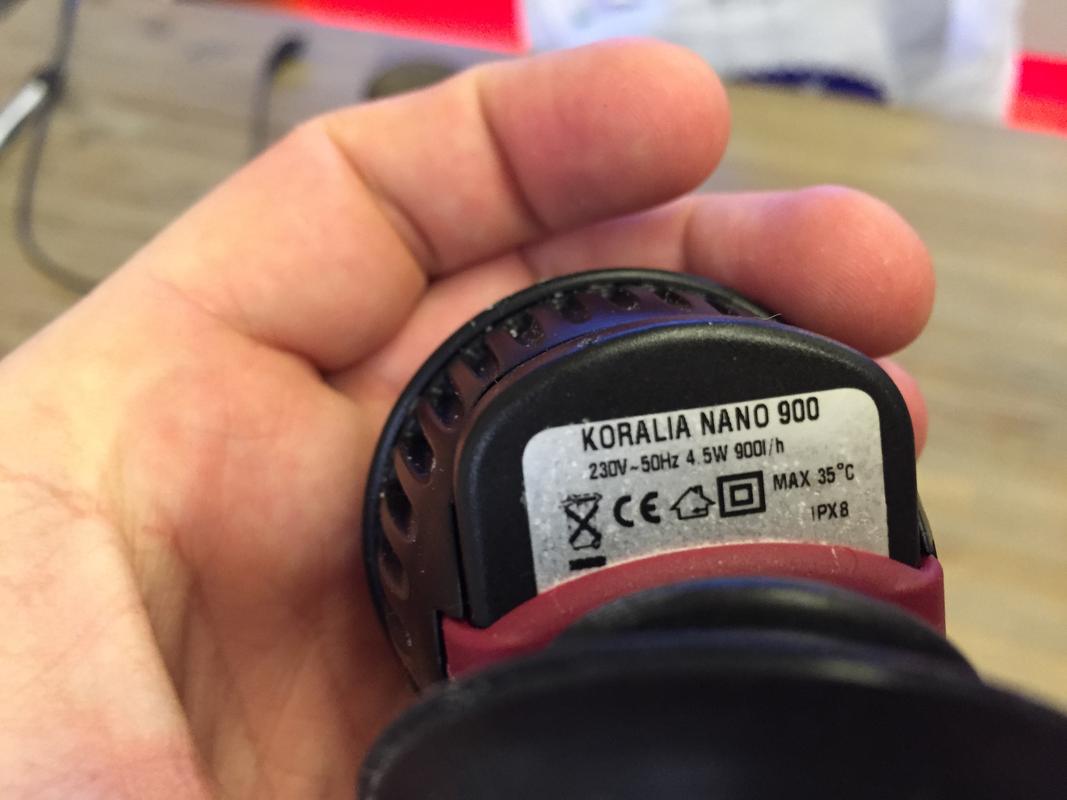 KORALIA NANO 900
230V~50Hz 4.5W 900l/h
CE MAX 35°C
IPX8